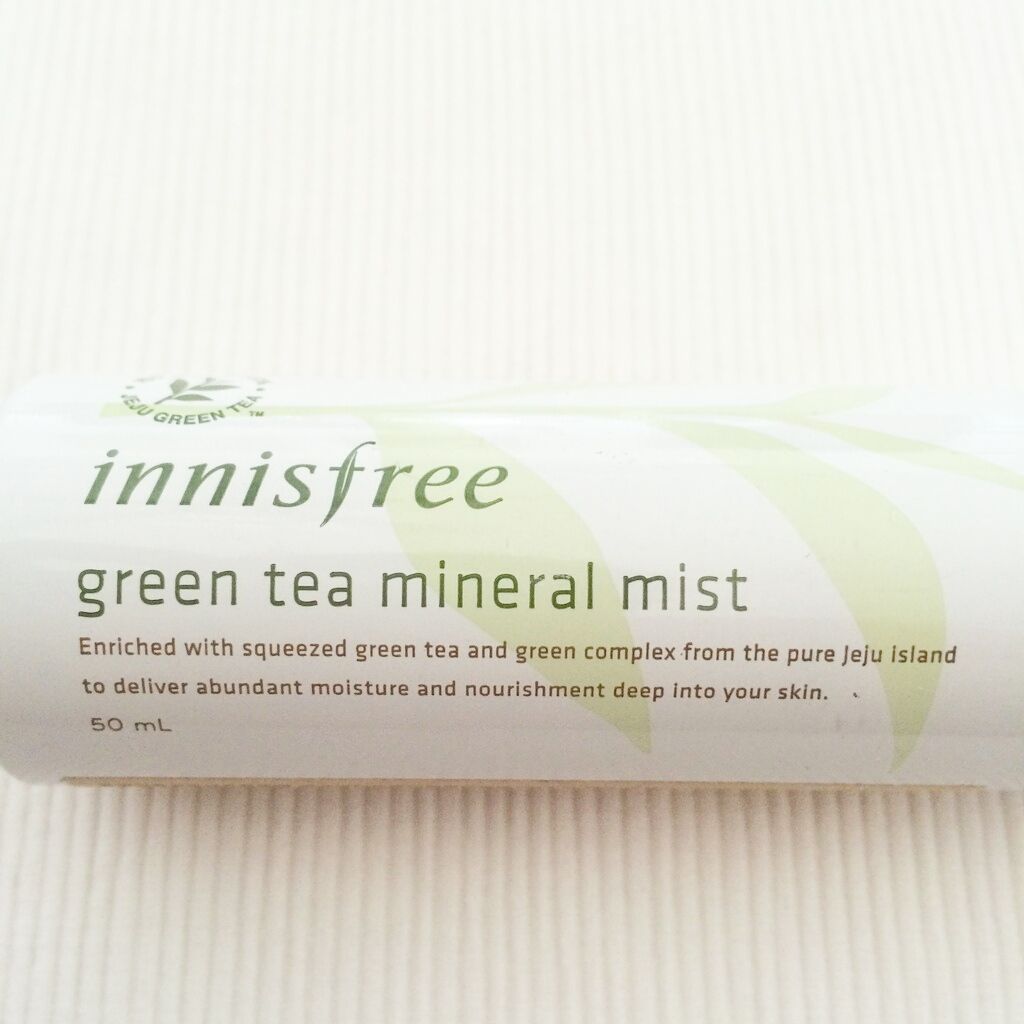 JEJU GREEN TEA™
innisfree
green tea mineral mist
Enriched with squeezed green tea and green complex from the pure Jeju island
to deliver abundant moisture and nourishment deep into your skin.
50 mL